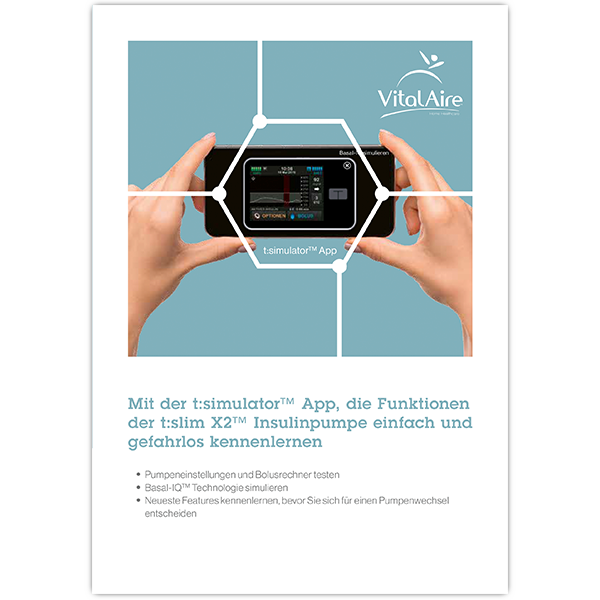 VitalAire
Basal-IQ simulieren
10:08
OPTIONEN
BOLUS
t:simulator™ App
Mit der t:simulator™ App, die Funktionen
der t:slim X2™ Insulinpumpe einfach und
gefahrlos kennenlernen
• Pumpeneinstellungen und Bolusrechner testen
• Basal-IQ™ Technologie simulieren
• Neueste Features kennenlernen, bevor Sie sich für einen Pumpenwechsel
entscheiden